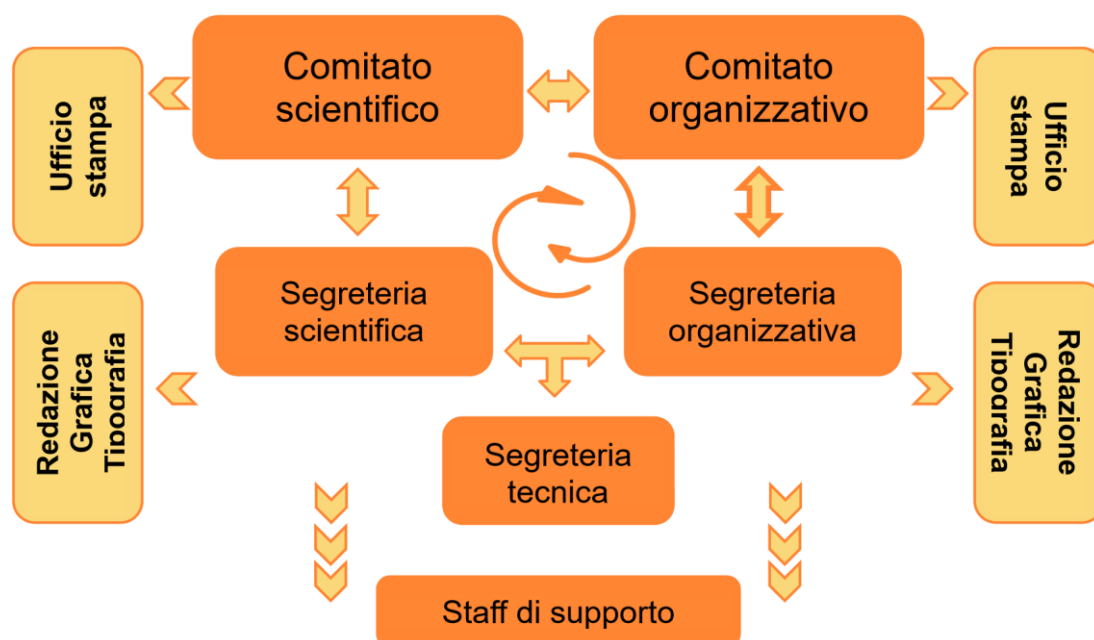 Ufficio
stampa
Comitato
scientifico
Comitato
organizzativo
Ufficio
stampa
Redazione
Grafica
Tipografia
Segreteria
scientifica
Segreteria
organizzativa
Redazione
Grafica
Tipografia
Segreteria
tecnica
Staff di supporto